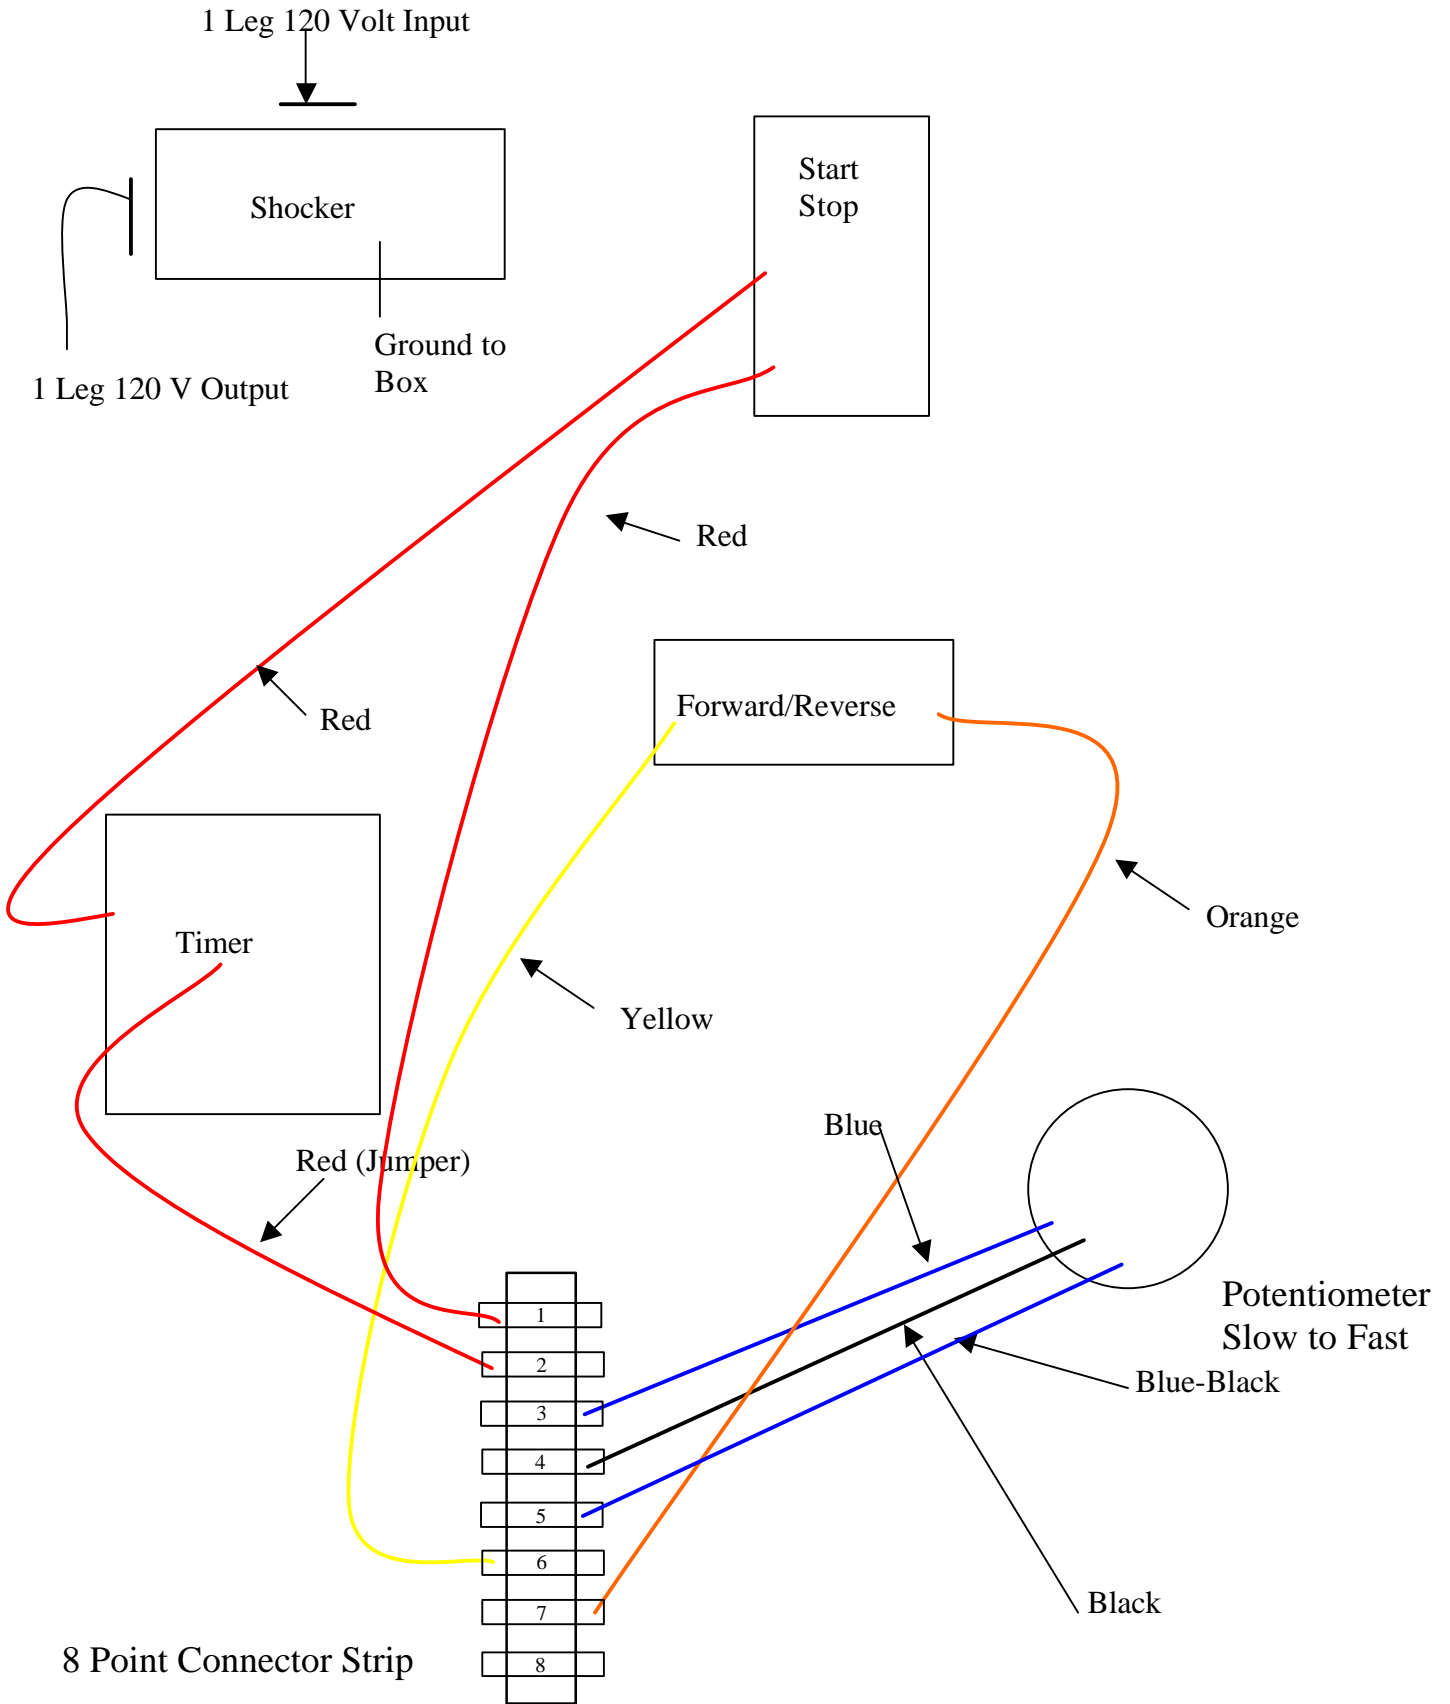 1 Leg 120 Volt Input
Start
Stop
Shocker
Ground to
Box
1 Leg 120 V Output
Red
Red
Forward/Reverse
Orange
Timer
Yellow
Blue
Red (Jumper)
Potentiometer
Slow to Fast
Blue-Black
1
2
3
4
5
6
7
8
Black
8 Point Connector Strip